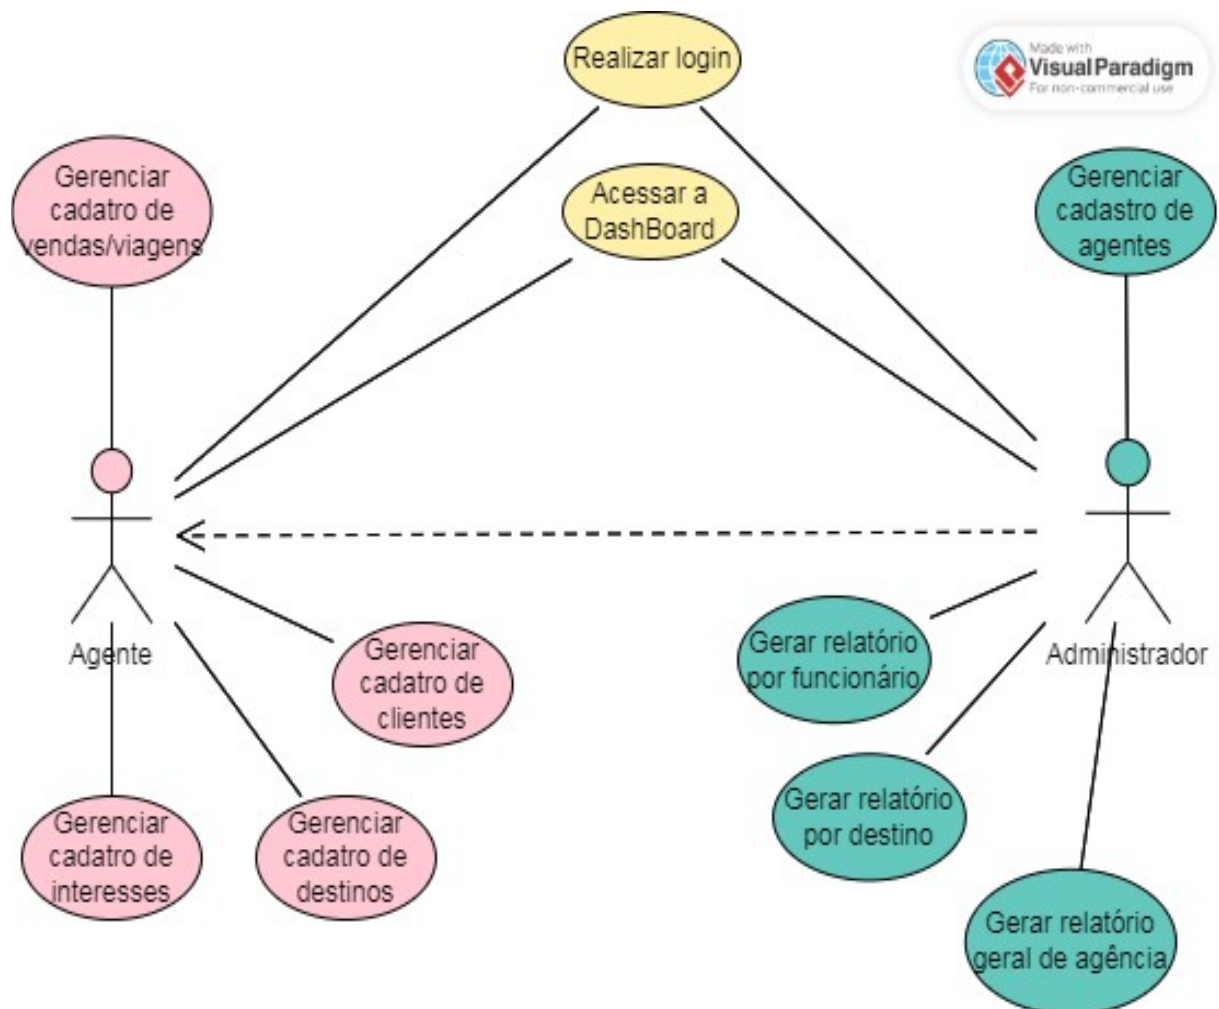 Realizar login
Made with
Visual Paradigm
For non-commercial use
Gerenciar
cadatro de
vendas/viagens
Acessar a
DashBoard
Gerenciar
cadastro de
agentes
Agente
Administrador
Gerenciar
cadatro de
clientes
Gerar relatório
por funcionário
Gerenciar
cadatro de
interesses
Gerenciar
cadatro de
destinos
Gerar relatório
por destino
Gerar relatório
geral de agência